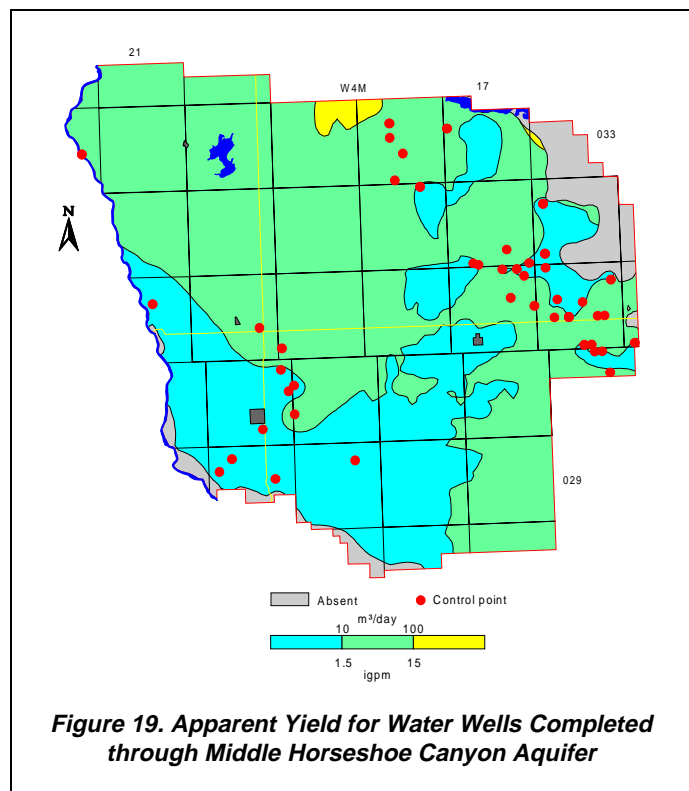 21
W4M
17
033
N
029
Absent
Control point
m³/day
10
100
1.5
15
igpm
Figure 19. Apparent Yield for Water Wells Completed
through Middle Horseshoe Canyon Aquifer